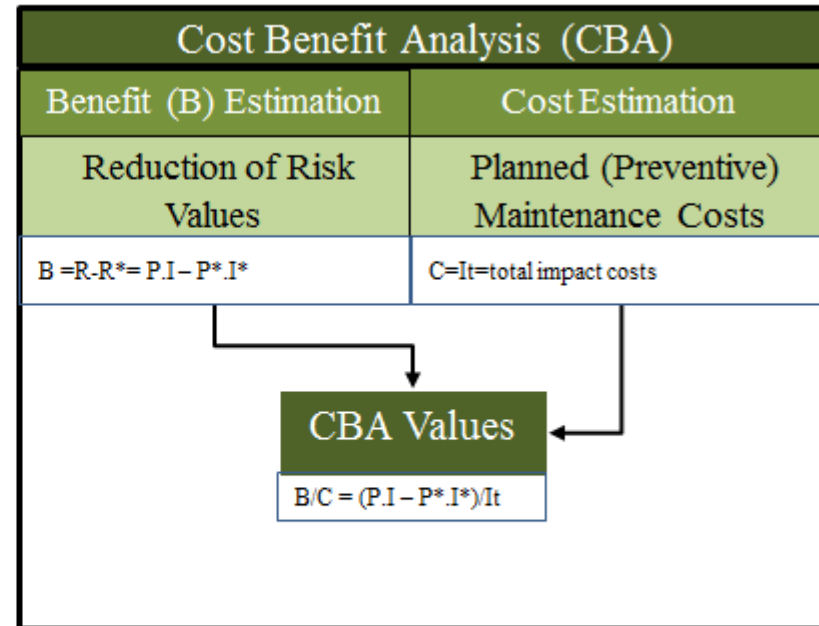 Cost Benefit Analysis (CBA)
Benefit (B) Estimation
Cost Estimation
Reduction of Risk
Values
Planned (Preventive)
Maintenance Costs
B =R-R*= P.I – P*.I*
C=It=total impact costs
CBA Values
B/C = (P.I – P*.I*)/It